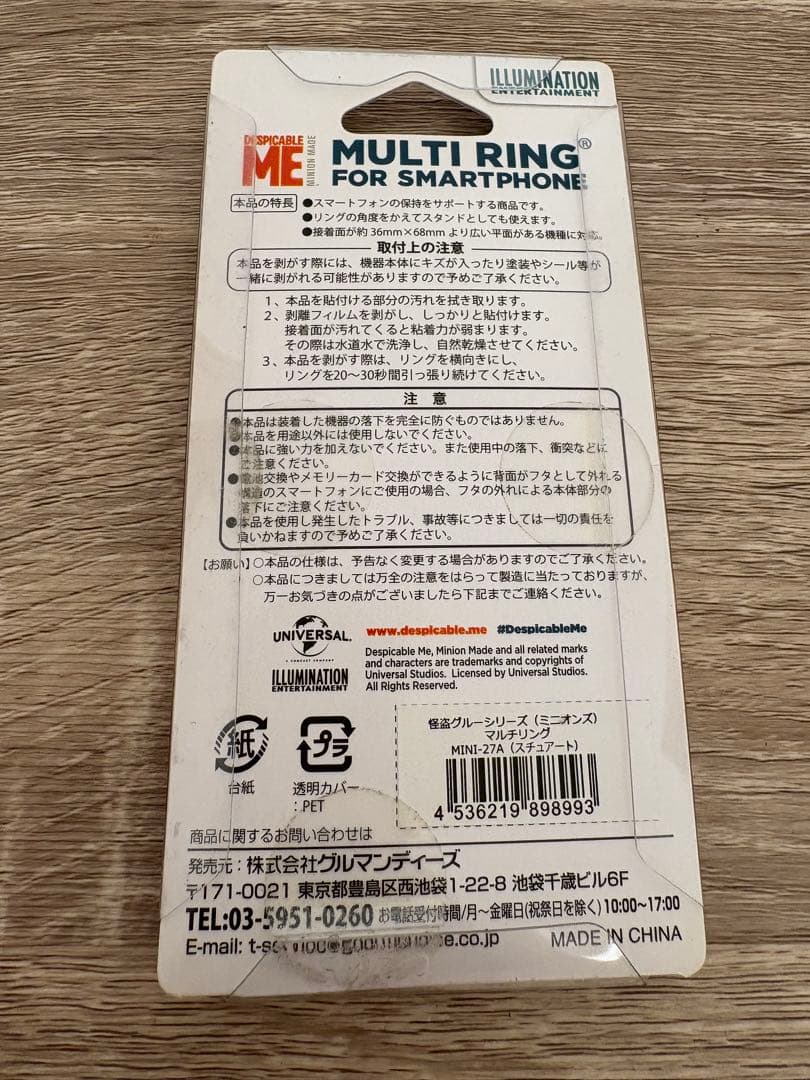 ILLUMINATION
ENTERTAINMENT
DESPICABLE
ME
MINION MADE
MULTI RING®
FOR SMARTPHONE
本品の特長
●スマートフォンの保持をサポートする商品です。
●リングの角度をかえてスタンドとしても使えます。
●接着面が約 36mm×68mm より広い平面がある機種に対応。
取付上の注意
本品を剥がす際には、機器本体にキズが入ったり塗装やシール等が
一緒に剥がれる可能性がありますので予めご了承ください。
1、本品を貼付ける部分の汚れを拭き取ります。
2、剥離フィルムを剥がし、しっかりと貼付けます。
接着面が汚れてくると粘着力が弱まります。
その際は水道水で洗浄し、自然乾燥させてください。
3、本品を剥がす際は、リングを横向きにし、
リングを20〜30秒間引っ張り続けてください。
注 意
●本品は装着した機器の落下を完全に防ぐものではありません。
●本品を用途以外には使用しないでください。
●本品に強い力を加えないでください。また使用中の落下、衝突などに
ご注意ください。
●電池交換やメモリーカード交換ができるように背面がフタとして外れる
構造のスマートフォンにご使用の場合、フタの外れによる本体部分の
落下にご注意ください。
●本品を使用し発生したトラブル、事故等につきましては一切の責任を
負いかねますので予めご了承ください。
【お願い】○本品の仕様は、予告なく変更する場合がありますのでご了承ください。
○本品につきましては万全の注意をはらって製造に当たっておりますが、
万一お気づきの点がございましたら下記までご連絡ください。
UNIVERSAL
A COMCAST COMPANY
ILLUMINATION
ENTERTAINMENT
www.despicable.me #DespicableMe
Despicable Me, Minion Made and all related marks
and characters are trademarks and copyrights of
Universal Studios. Licensed by Universal Studios.
All Rights Reserved.
紙
台紙
プラ
透明カバー
:PET
怪盗グルーシリーズ（ミニオンズ）
マルチリング
MINI-27A（スチュアート）
4 536219 898993
商品に関するお問い合わせは
発売元：株式会社グルマンディーズ
〒171-0021 東京都豊島区西池袋1-22-8 池袋千歳ビル6F
TEL:03-5951-0260 お電話受付時間/月〜金曜日(祝祭日を除く)10:00〜17:00
E-mail:
MADE IN CHINA